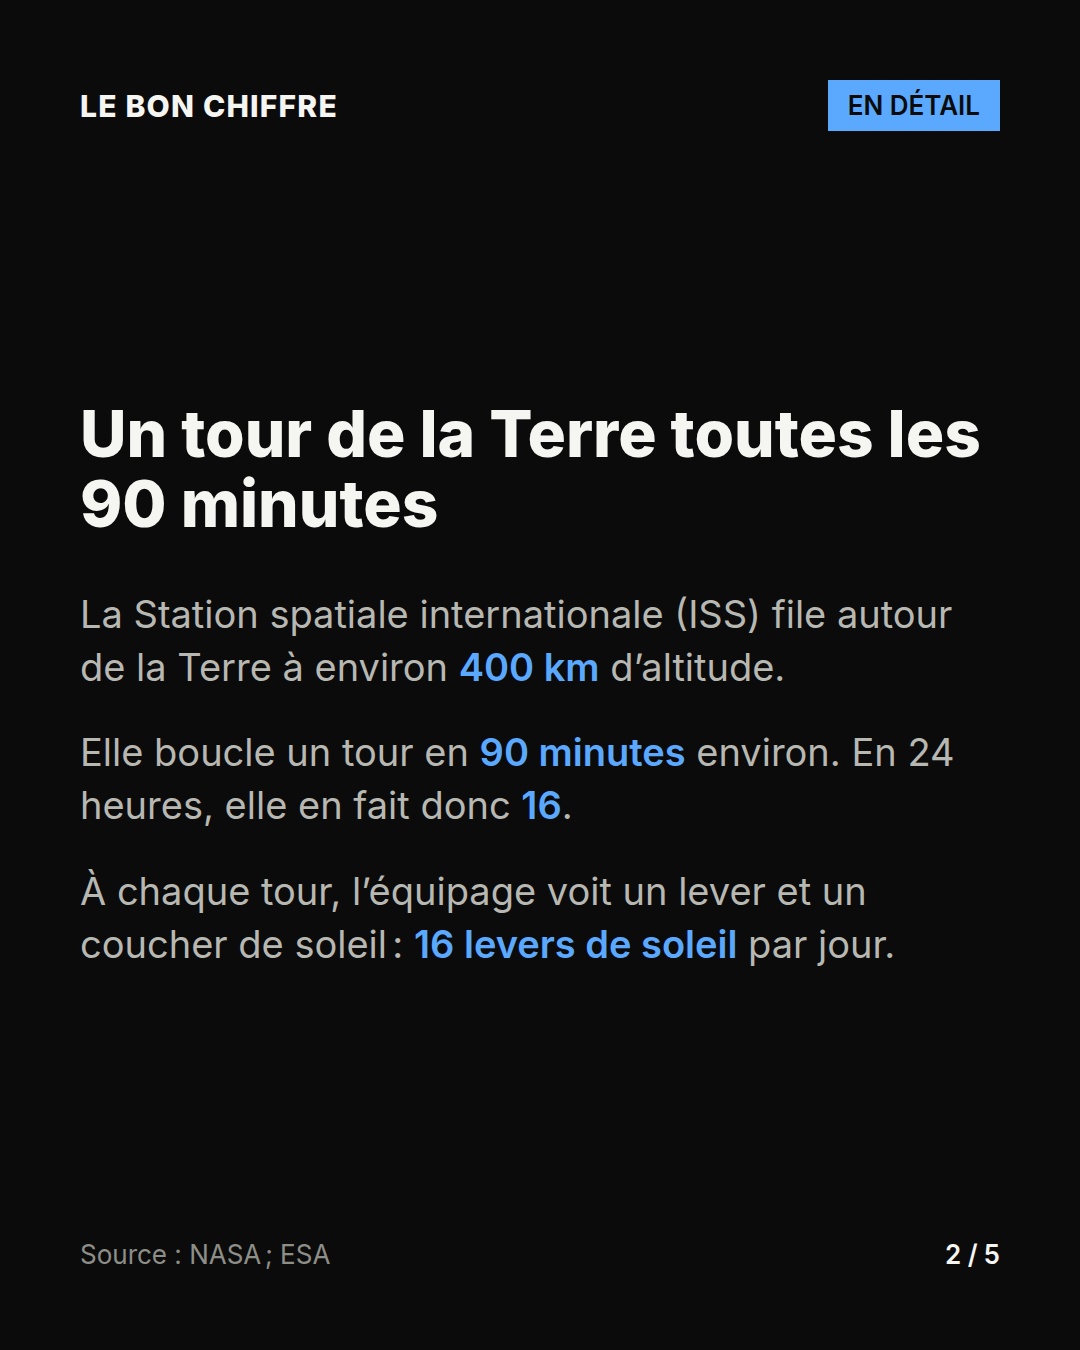 LE BON CHIFFRE
EN DÉTAIL
Un tour de la Terre toutes les
90 minutes
La Station spatiale internationale (ISS) file autour
de la Terre à environ 400 km d’altitude.
Elle boucle un tour en 90 minutes environ. En 24
heures, elle en fait donc 16.
À chaque tour, l’équipage voit un lever et un
coucher de soleil : 16 levers de soleil par jour.
Source : NASA ; ESA
2 / 5